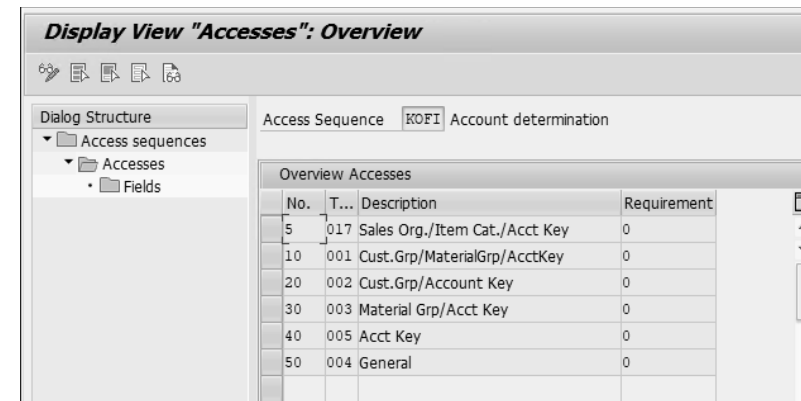 Display View "Accesses": Overview
Dialog Structure
Access sequences
Accesses
Fields
Access Sequence KOFI Account determination
Overview Accesses
No. T... Description Requirement
5 017 Sales Org./Item Cat./Acct Key 0
10 001 Cust.Grp/MaterialGrp/AcctKey 0
20 002 Cust.Grp/Account Key 0
30 003 Material Grp/Acct Key 0
40 005 Acct Key 0
50 004 General 0